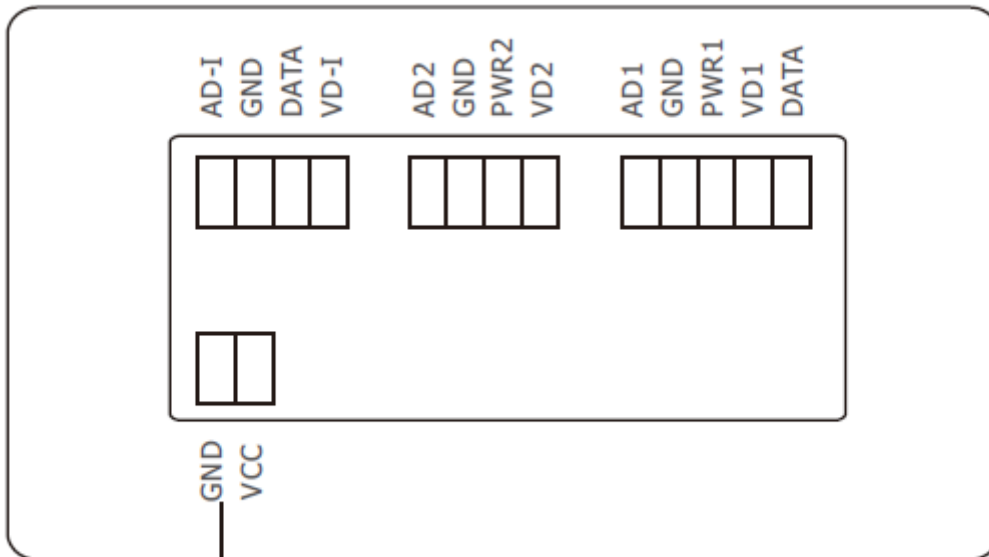 AD-I
GND
DATA
VD-I
AD2
GND
PWR2
VD2
AD1
GND
PWR1
VD1
DATA
GND
VCC